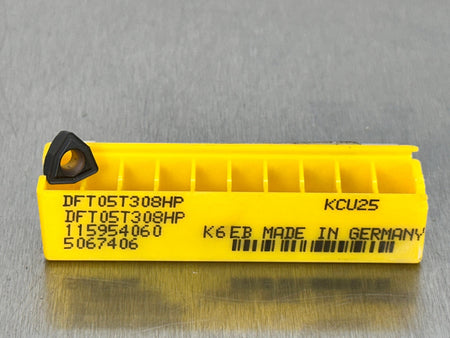 DFT05T308HP KCU25
DFT05T308HP
115954060 K6 EB MADE IN GERMANY
5067406